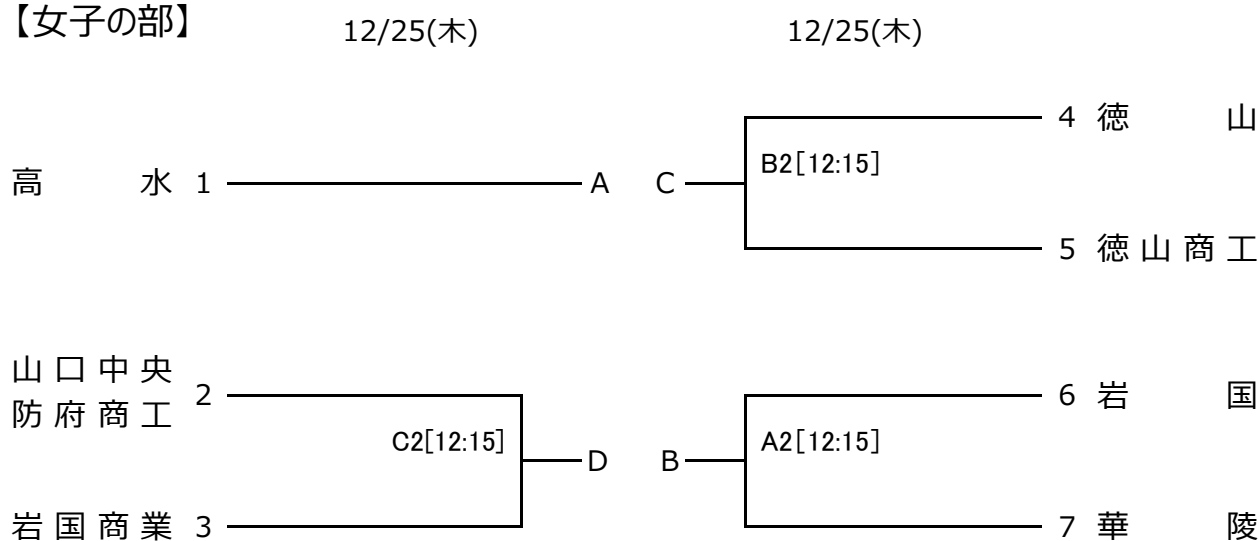 【女子の部】
12/25(木)
12/25(木)
高水 1
A
C
B2[12:15]
4 徳山
5 徳山商工
山口中央
防府商工
2
C2[12:15]
岩国商業 3
D
B
A2[12:15]
6 岩国
7 華陵